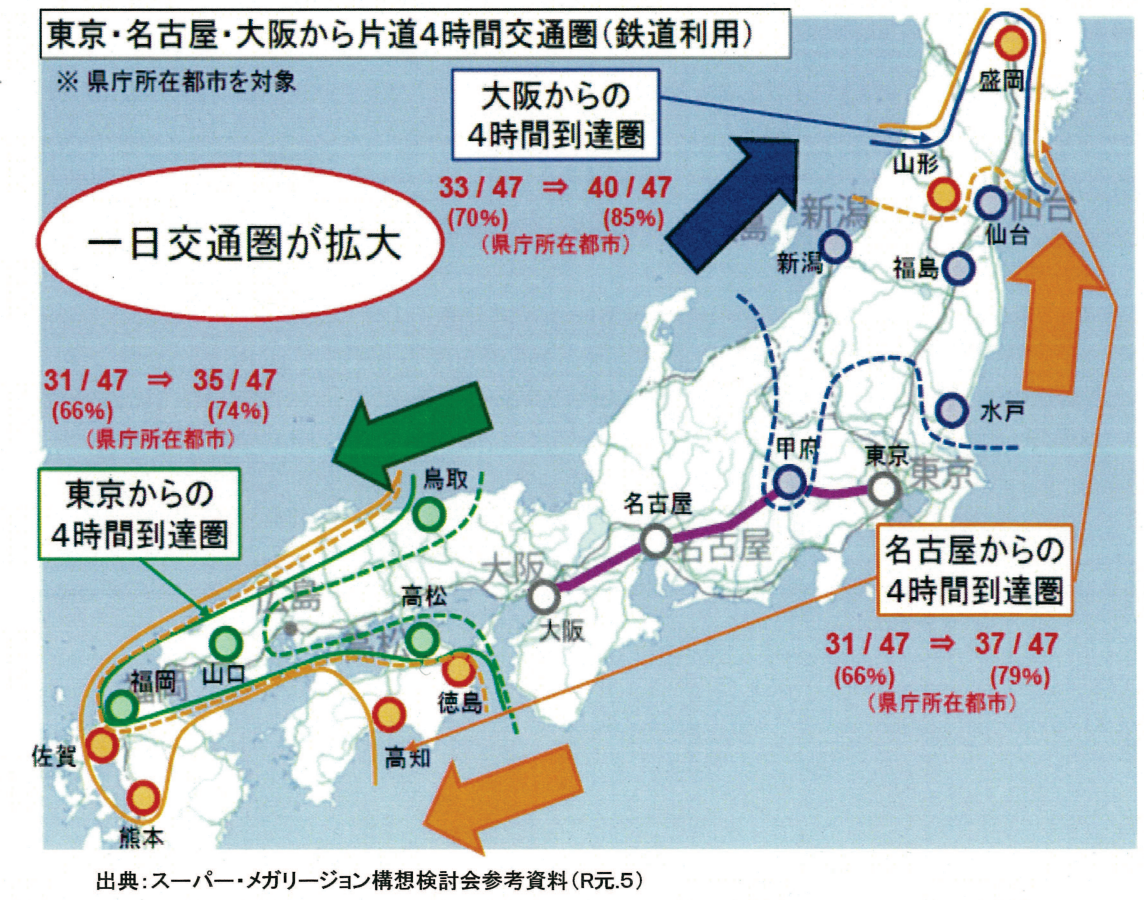 東京・名古屋・大阪から片道4時間交通圏(鉄道利用)
※ 県庁所在都市を対象
大阪からの
4時間到達圏
33 / 47 ⇒ 40 / 47
(70%) (85%)
(県庁所在都市)
一日交通圏が拡大
31 / 47 ⇒ 35 / 47
(66%) (74%)
(県庁所在都市)
東京からの
4時間到達圏
名古屋からの
4時間到達圏
31 / 47 ⇒ 37 / 47
(66%) (79%)
(県庁所在都市)
盛岡
山形
新潟
仙台
仙台
新潟
福島
水戸
甲府
東京
東京
名古屋
名古屋
大阪
大阪
鳥取
広島
高松
高松
山口
福岡
福岡
徳島
高知
佐賀
熊本
出典:スーパー・メガリージョン構想検討会参考資料(R元.5)